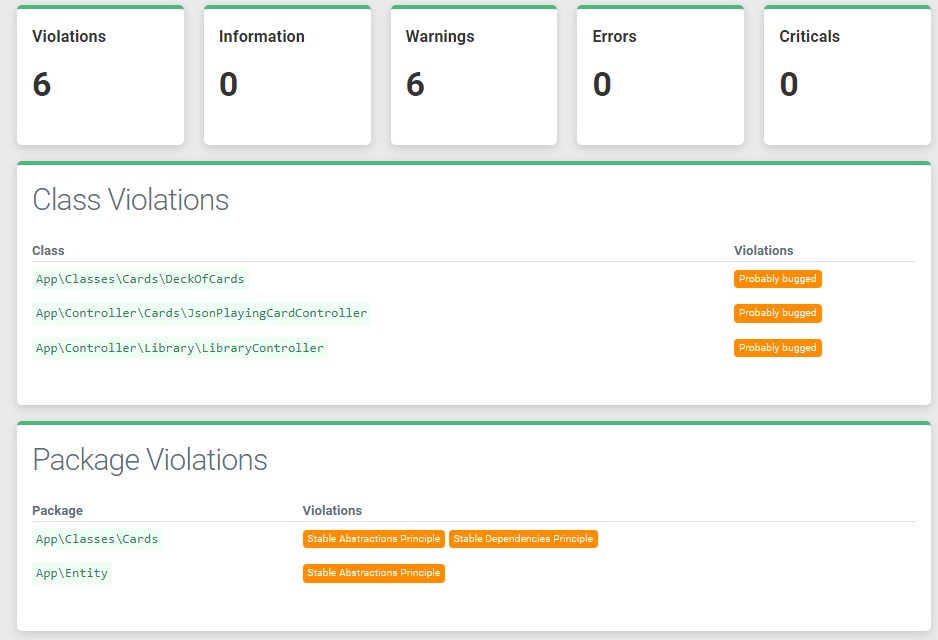 Violations Information Warnings Errors Criticals
6 0 6 0 0
Class Violations
Class Violations
App\Classes\Cards\DeckOfCards Probably bugged
App\Controller\Cards\JsonPlayingCardController Probably bugged
App\Controller\Library\LibraryController Probably bugged
Package Violations
Package Violations
App\Classes\Cards Stable Abstractions Principle Stable Dependencies Principle
App\Entity Stable Abstractions Principle